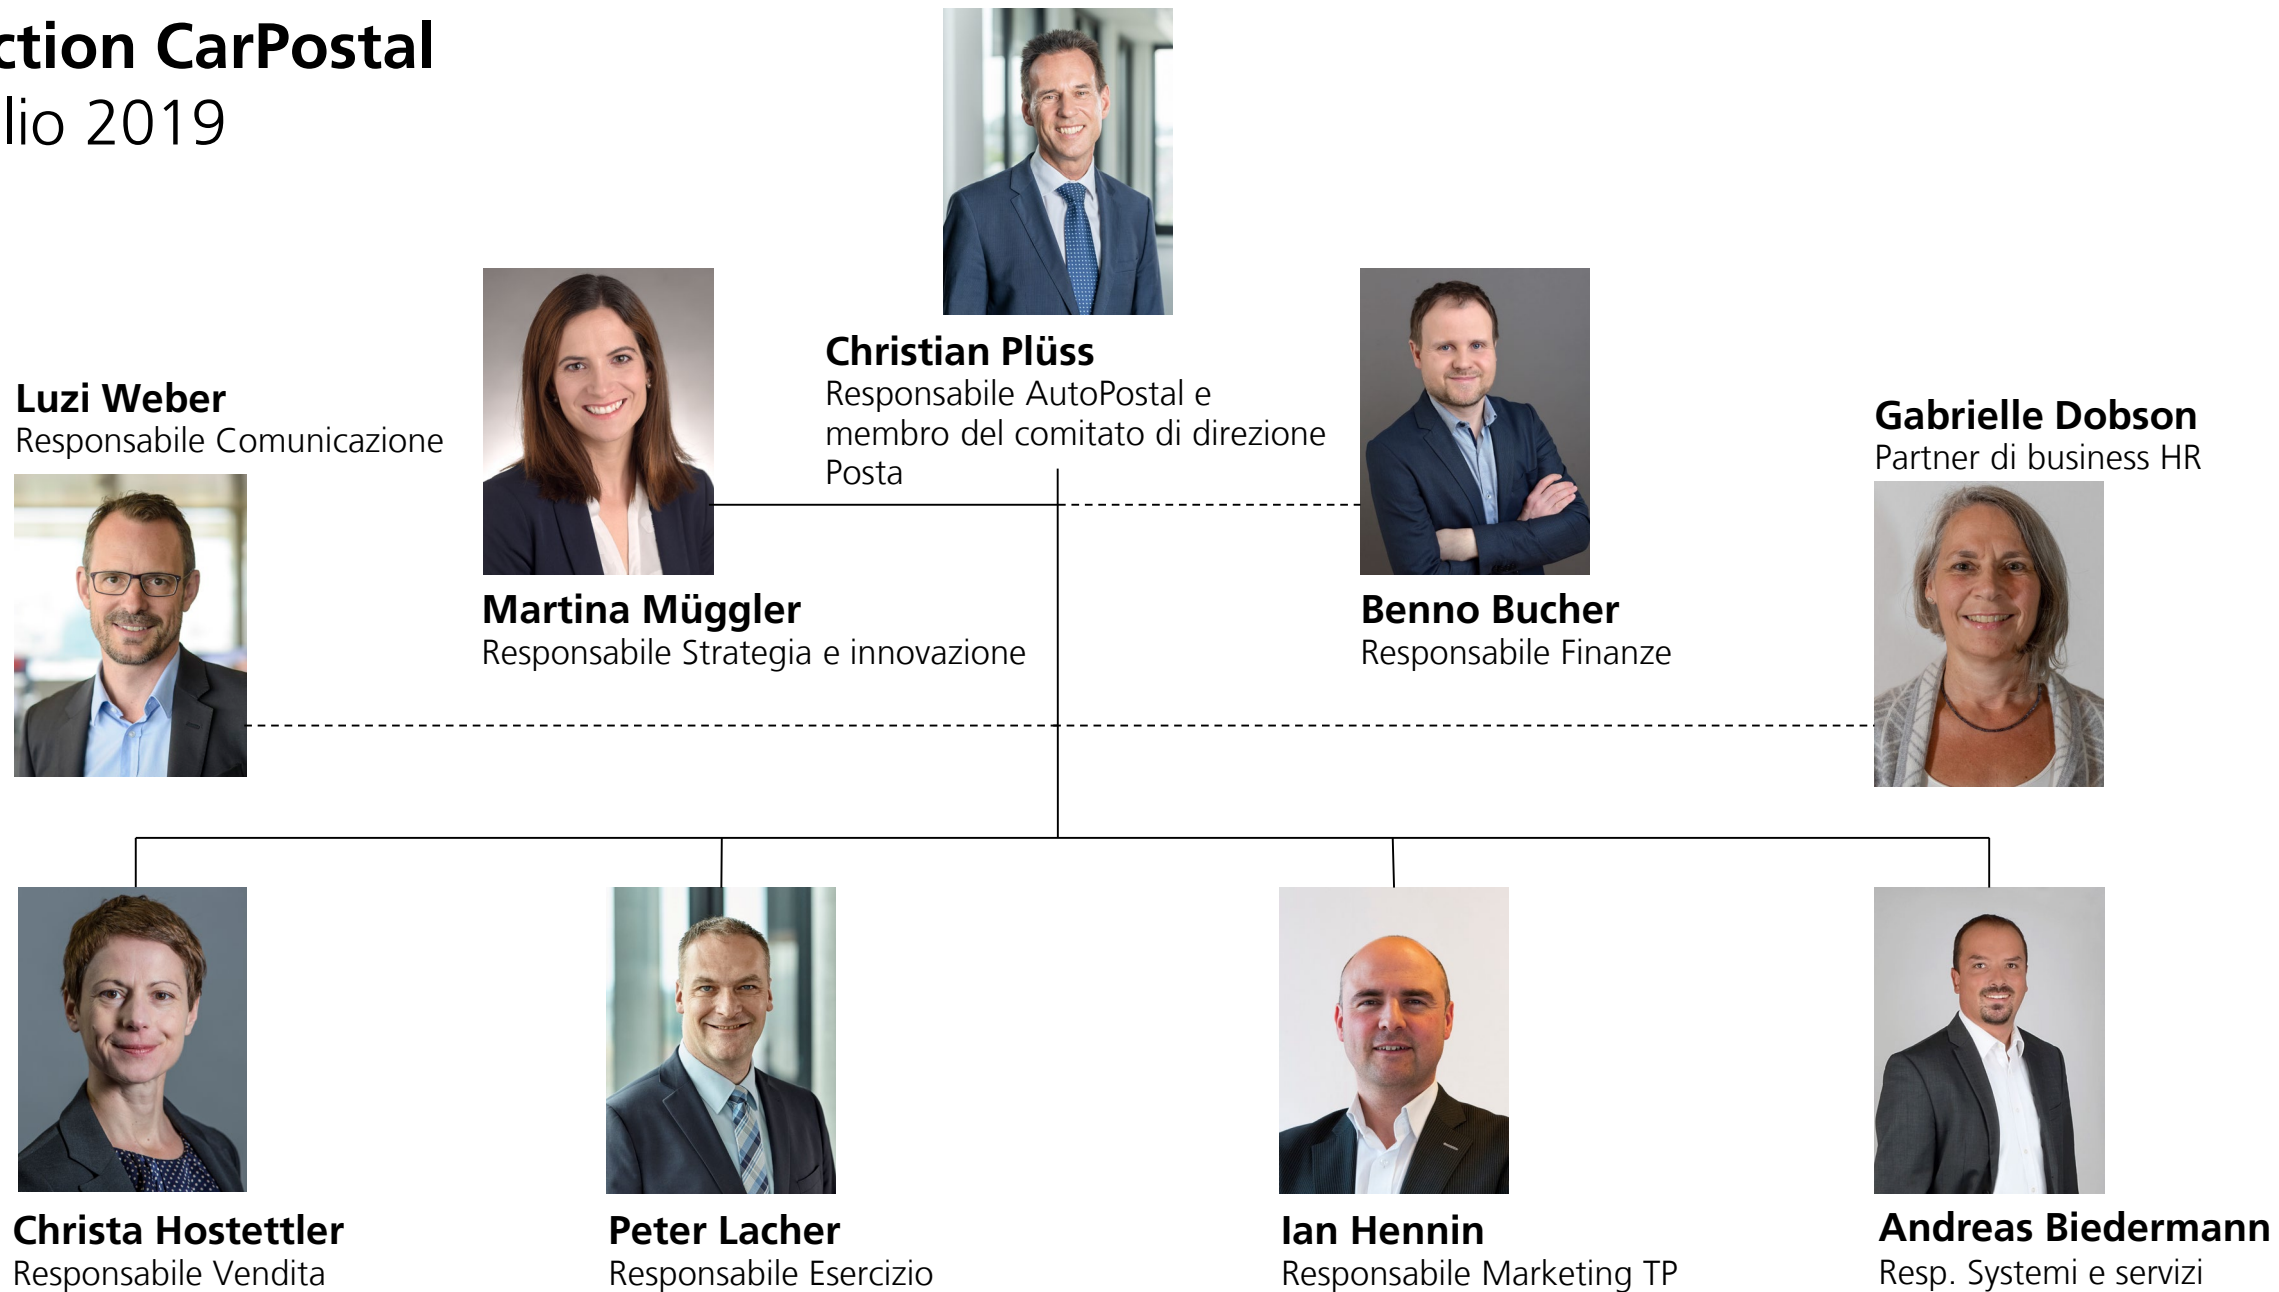 ction CarPostal
lio 2019
Christian Plüss
Responsabile AutoPostal e
membro del comitato di direzione
Posta
Luzi Weber
Responsabile Comunicazione
Martina Müggler
Responsabile Strategia e innovazione
Benno Bucher
Responsabile Finanze
Gabrielle Dobson
Partner di business HR
Christa Hostettler
Responsabile Vendita
Peter Lacher
Responsabile Esercizio
Ian Hennin
Responsabile Marketing TP
Andreas Biedermann
Resp. Systemi e servizi